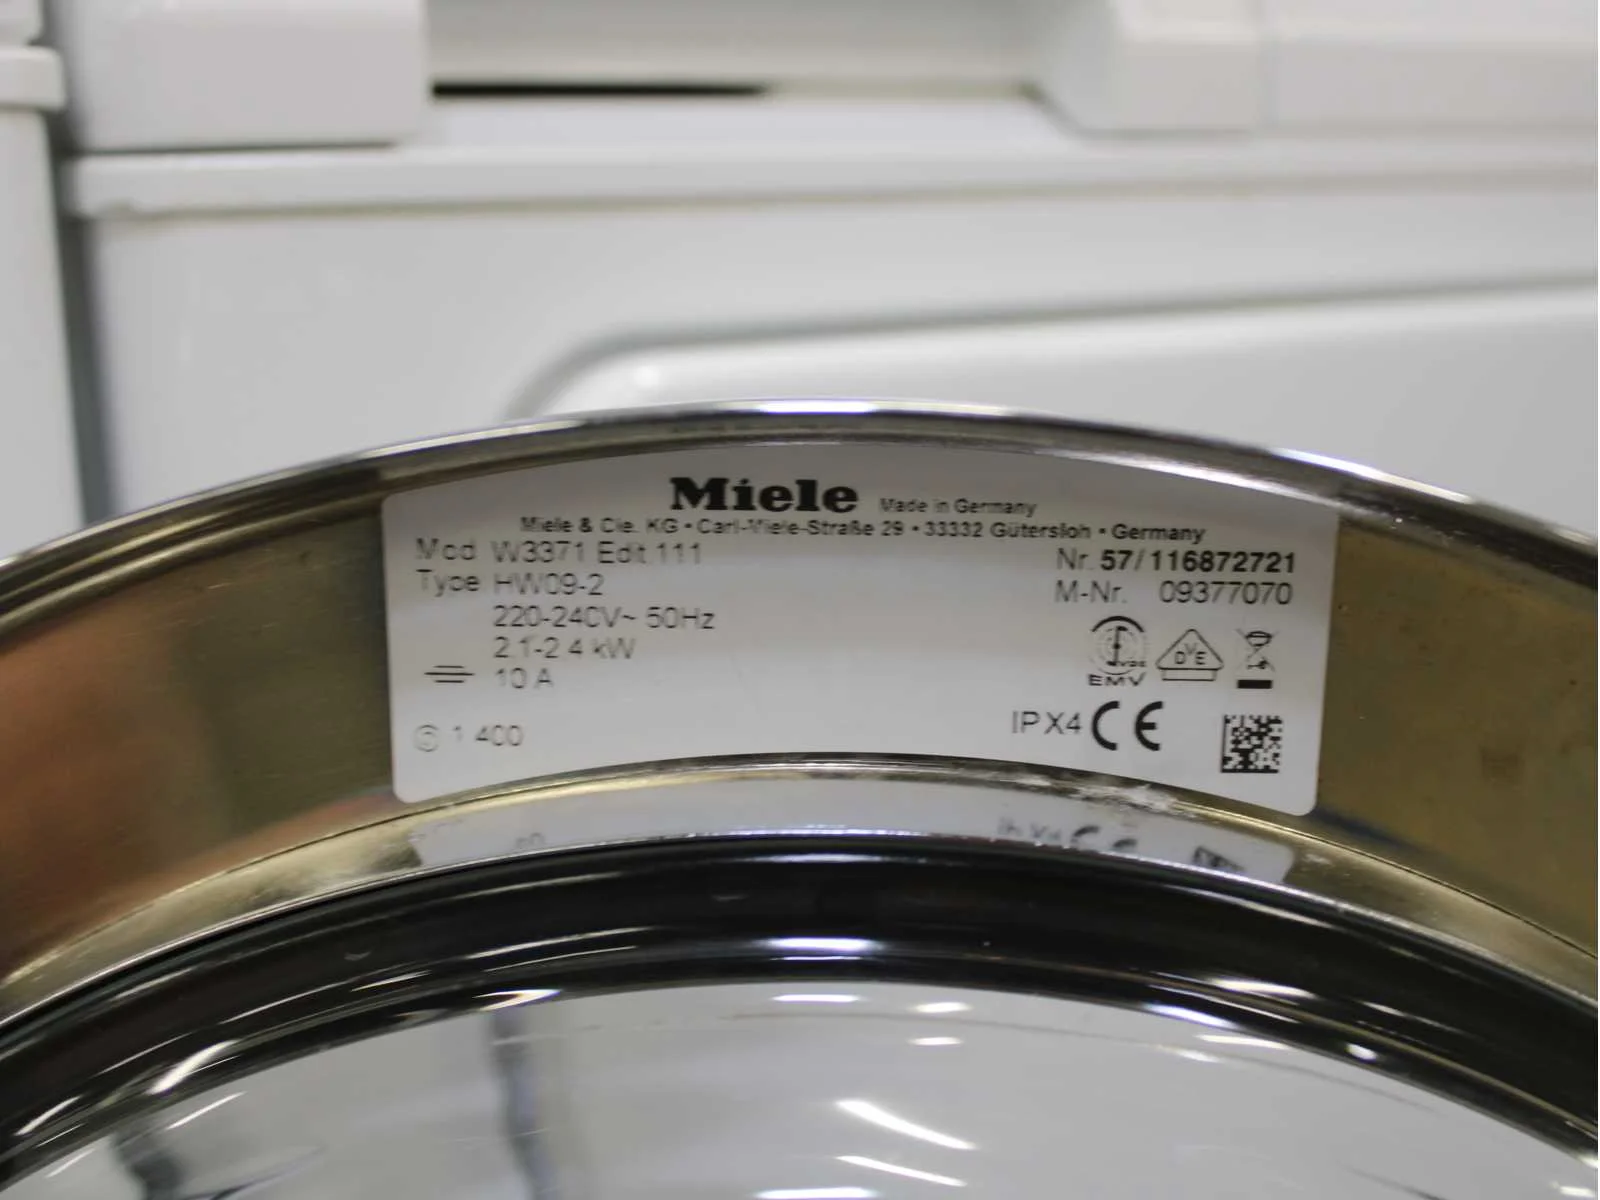 Miele Made in Germany
Miele & Cie. KG • Carl-Miele-Straße 29 • 33332 Gütersloh • Germany
Mod W3371 Edit.111
Nr. 57/116872721
Type HW09-2
M-Nr. 09377070
220-240V~ 50Hz
2.1-2.4 kW
10 A
VDE
EMV
DVE
1 400
IPX4 CE